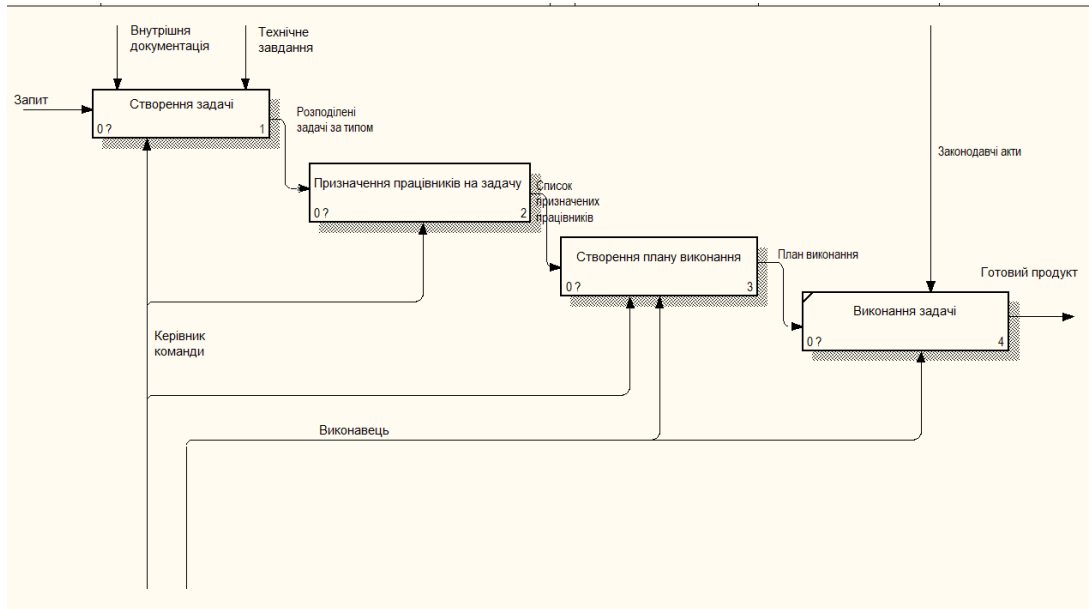 Внутрішня
документація
Технічне
завдання
Запит
Створення задачі
0 ?
1
Розподілені
задачі за типом
Призначення працівників на задачу
0 ?
2
Список
призначених
працівників
Законодавчі акти
Створення плану виконання
0 ?
3
План виконання
Готовий продукт
Виконання задачі
0 ?
4
Керівник
команди
Виконавець